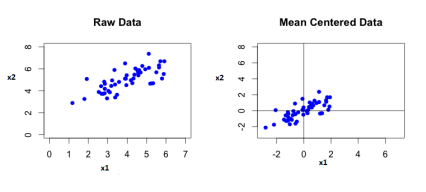 Raw Data
x2
0 2 4 6 8
0 1 2 3 4 5 6 7
x1
Mean Centered Data
x2
-2 0 2 4 6 8
-2 0 2 4 6
x1